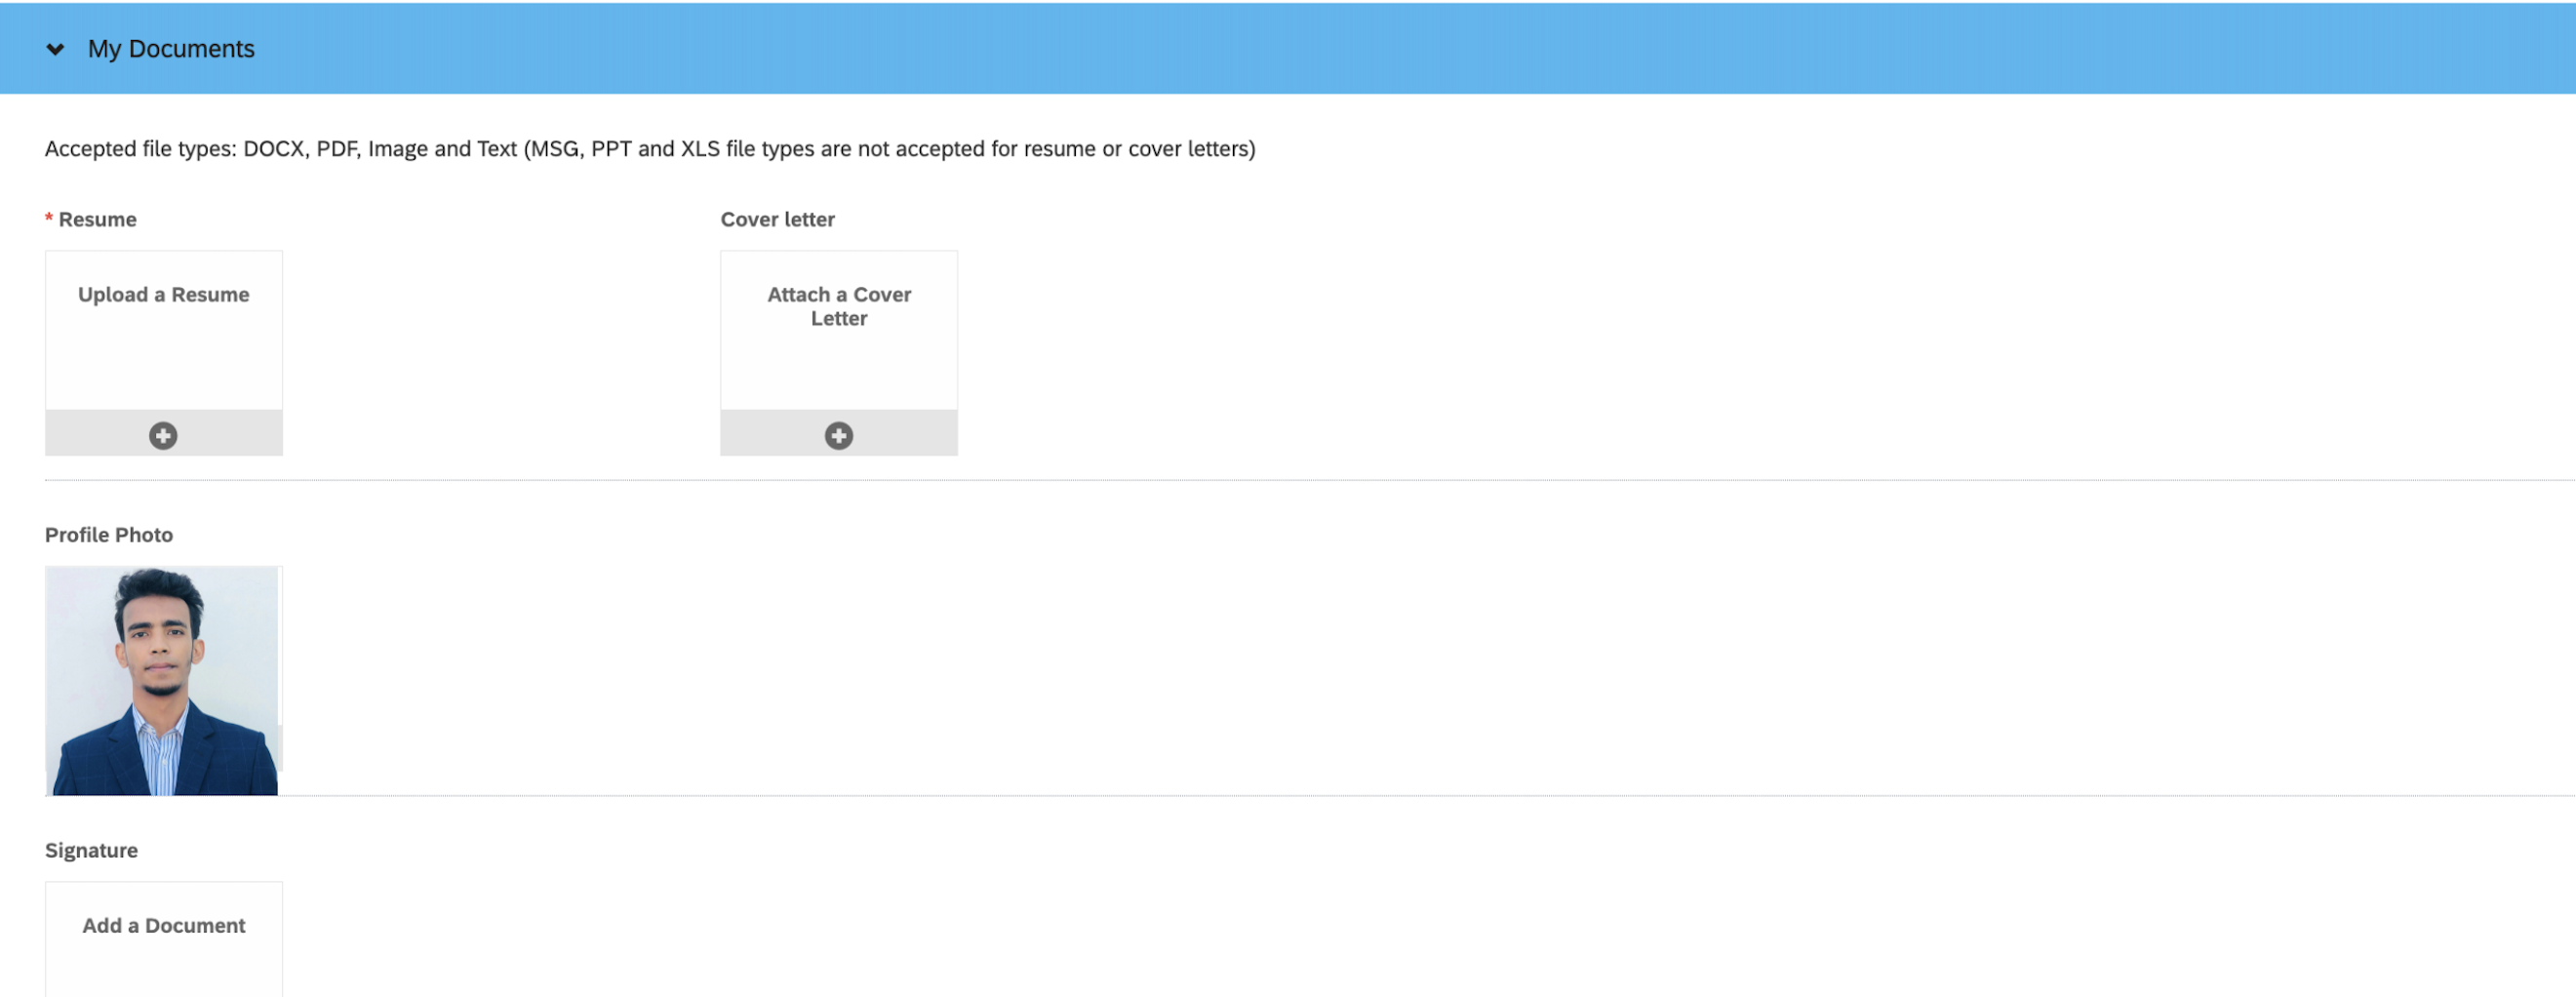 My Documents
Accepted file types: DOCX, PDF, Image and Text (MSG, PPT and XLS file types are not accepted for resume or cover letters)
* Resume
Cover letter
Upload a Resume
Attach a Cover
Letter
Profile Photo
Signature
Add a Document